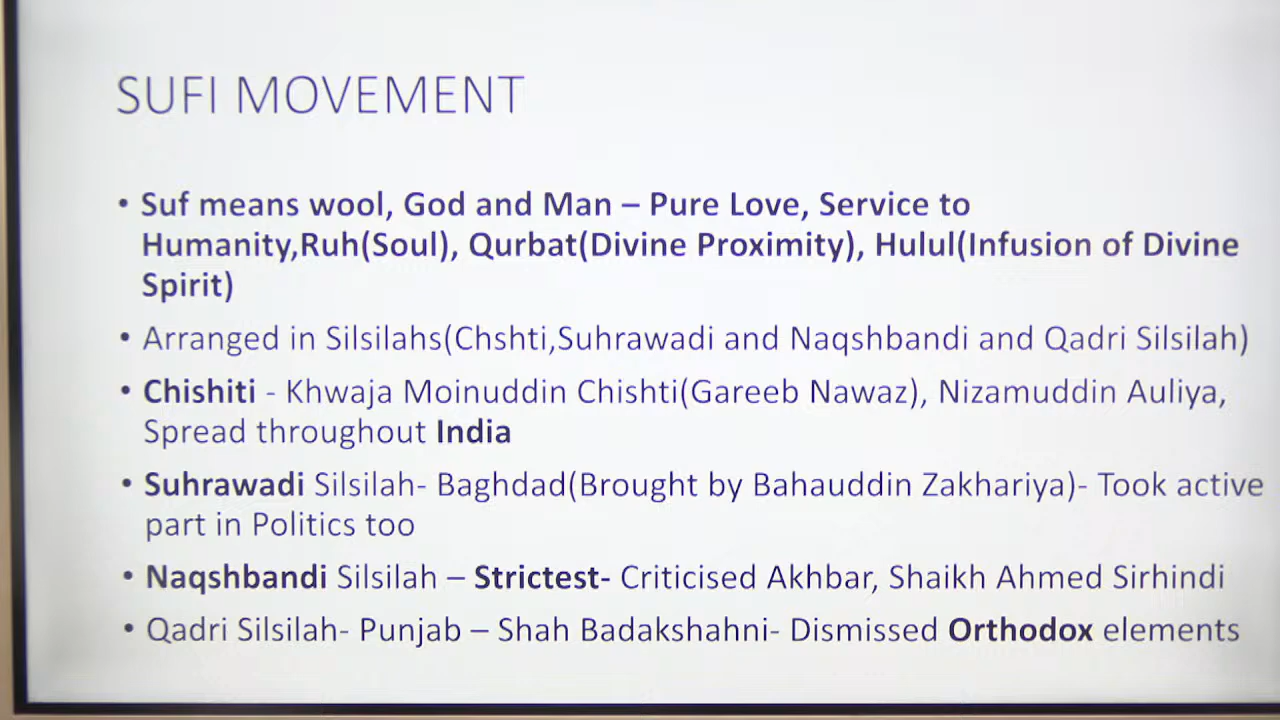 SUFI MOVEMENT
• Suf means wool, God and Man – Pure Love, Service to
Humanity,Ruh(Soul), Qurbat(Divine Proximity), Hulul(Infusion of Divine
Spirit)
• Arranged in Silsilahs(Chshti,Suhrawadi and Naqshbandi and Qadri Silsilah)
• Chishiti - Khwaja Moinuddin Chishti(Gareeb Nawaz), Nizamuddin Auliya,
Spread throughout India
• Suhrawadi Silsilah- Baghdad(Brought by Bahauddin Zakhariya)- Took active
part in Politics too
• Naqshbandi Silsilah – Strictest- Criticised Akhbar, Shaikh Ahmed Sirhindi
• Qadri Silsilah- Punjab – Shah Badakshahni- Dismissed Orthodox elements